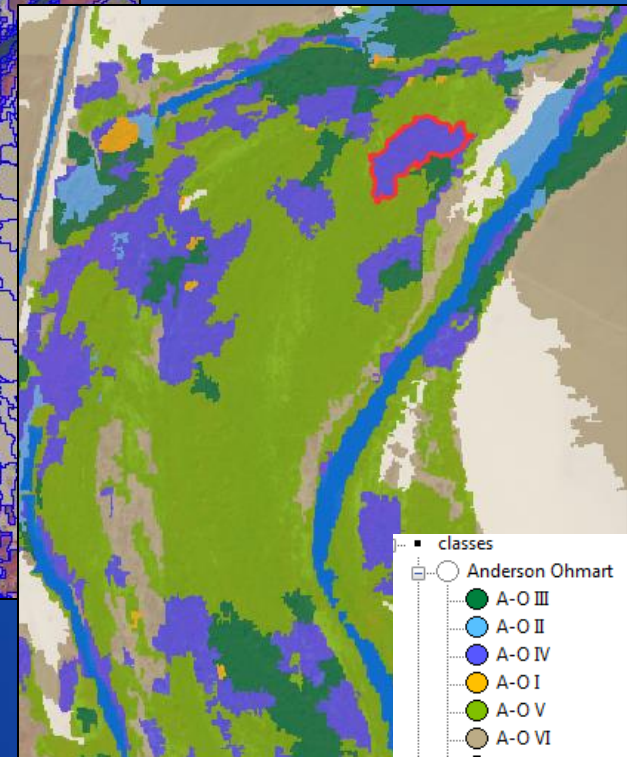 classes
Anderson Ohmart
A-O III
A-O II
A-O IV
A-O I
A-O V
A-O VI